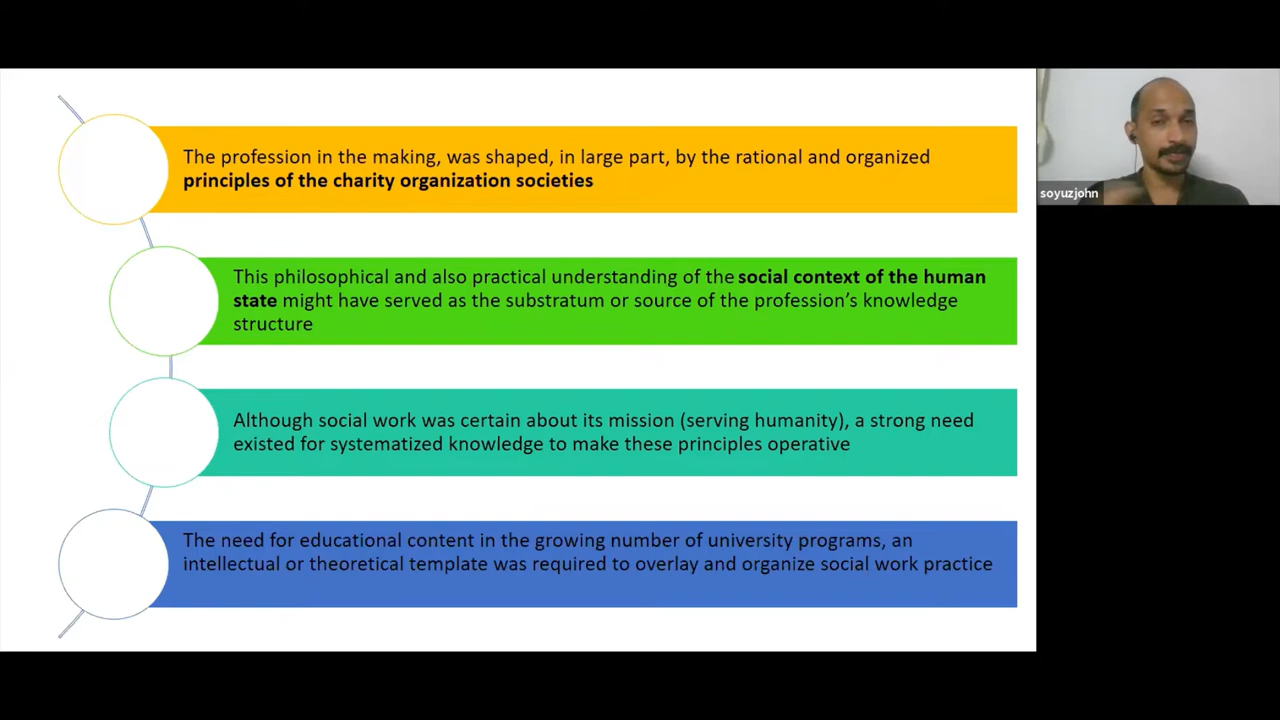 The profession in the making, was shaped, in large part, by the rational and organized
principles of the charity organization societies
This philosophical and also practical understanding of the social context of the human
state might have served as the substratum or source of the profession’s knowledge
structure
Although social work was certain about its mission (serving humanity), a strong need
existed for systematized knowledge to make these principles operative
The need for educational content in the growing number of university programs, an
intellectual or theoretical template was required to overlay and organize social work practice
soyuzjohn